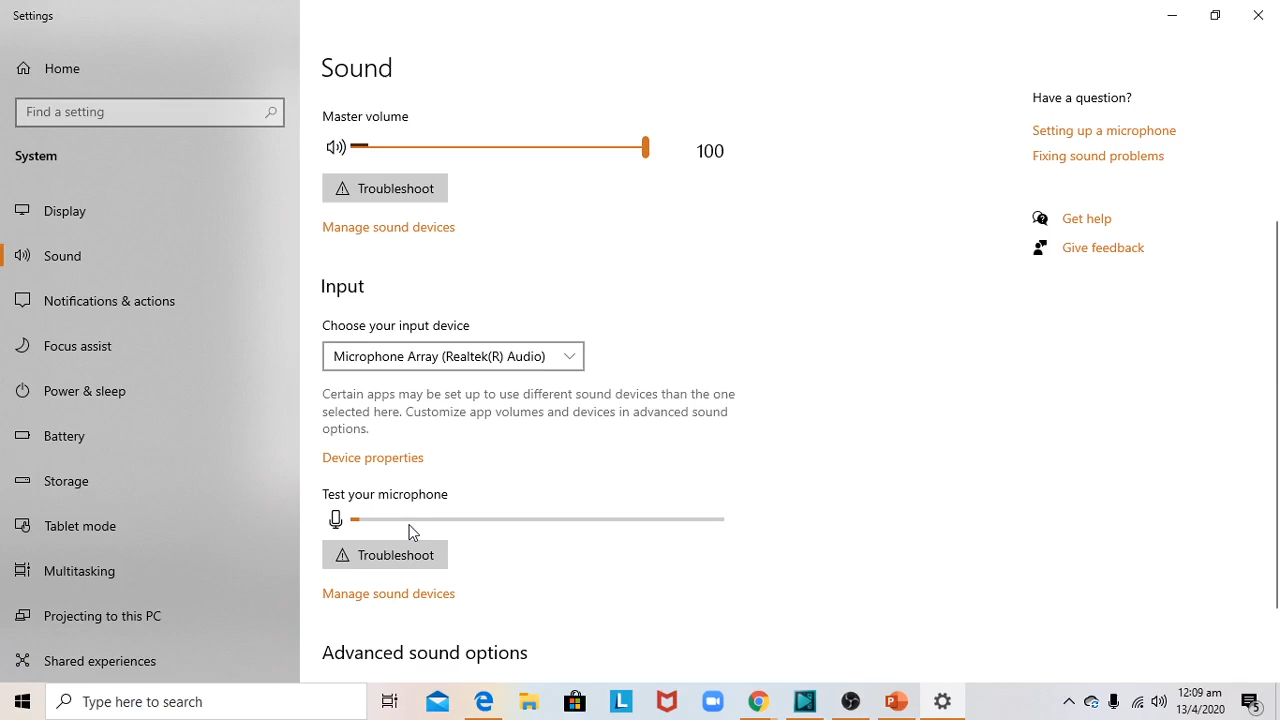 Settings
Home
Find a setting
System
Display
Sound
Notifications & actions
Focus assist
Power & sleep
Battery
Storage
Tablet mode
Multitasking
Projecting to this PC
Shared experiences
Sound
Master volume
100
Troubleshoot
Manage sound devices
Input
Choose your input device
Microphone Array (Realtek(R) Audio)
Certain apps may be set up to use different sound devices than the one
selected here. Customize app volumes and devices in advanced sound
options.
Device properties
Test your microphone
Troubleshoot
Manage sound devices
Advanced sound options
Have a question?
Setting up a microphone
Fixing sound problems
Get help
Give feedback
Type here to search
L
P
12:09 am
13/4/2020
5